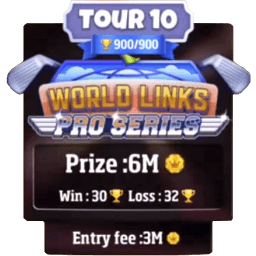 TOUR 10
900/900
WORLD LINKS
PRO SERIES
Prize :6M
Win : 30 Loss : 32
Entry fee :3M